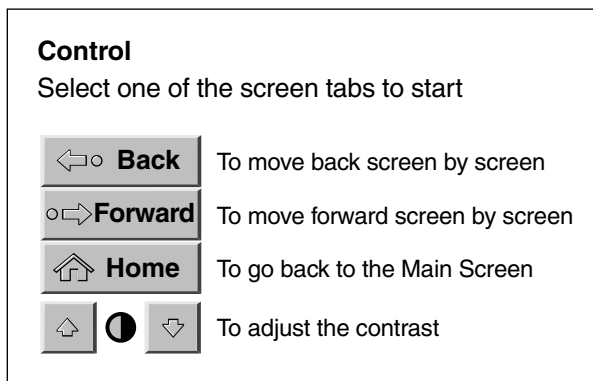 Control
Select one of the screen tabs to start
Back To move back screen by screen
Forward To move forward screen by screen
Home To go back to the Main Screen
To adjust the contrast